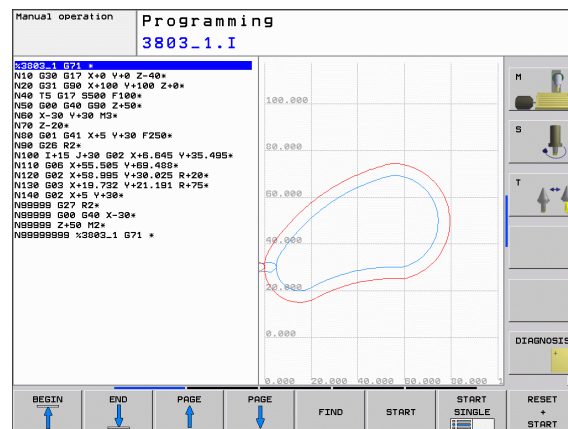 Manual operation
Programming
3803_1.I
%3803_1 G71 *
N10 G30 G17 X+0 Y+0 Z-40*
N20 G31 G90 X+100 Y+100 Z+0*
N40 T5 G17 S500 F100*
N50 G00 G40 G90 Z+50*
N60 X-30 Y+30 M3*
N70 Z-20*
N80 G01 G41 X+5 Y+30 F250*
N90 G26 R2*
N100 I+15 J+30 G02 X+6.645 Y+35.495*
N110 G06 X+55.505 Y+69.488*
N120 G02 X+58.995 Y+30.025 R+20*
N130 G03 X+19.732 Y+21.191 R+75*
N140 G02 X+5 Y+30*
N99999 G27 R2*
N99999 G00 G40 X-30*
N99999 Z+50 M2*
N99999999 %3803_1 G71 *
100.000
80.000
60.000
40.000
20.000
0.000
0.000 20.000 40.000 60.000 80.000 1
M
S
T
DIAGNOSIS
BEGIN
END
PAGE
PAGE
FIND
START
START
SINGLE
RESET
+
START